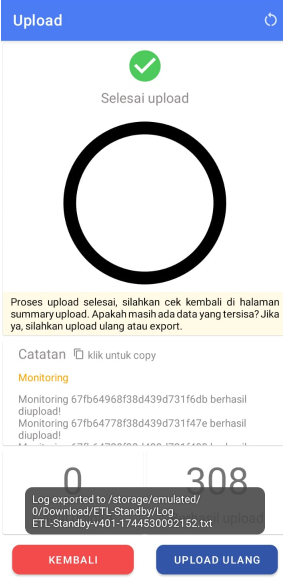 Upload
Selesai upload
Proses upload selesai, silahkan cek kembali di halaman
summary upload. Apakah masih ada data yang tersisa? Jika
ya, silahkan upload ulang atau export.
Catatan klik untuk copy
Monitoring
Monitoring 67fb64968f38d439d731f6db berhasil
diupload!
Monitoring 67fb64778f38d439d731f47e berhasil
diupload!
0 308
Log exported to /storage/emulated/
0/Download/ETL-Standby/Log
ETL-Standby-v401-1744530092152.txt
KEMBALI UPLOAD ULANG